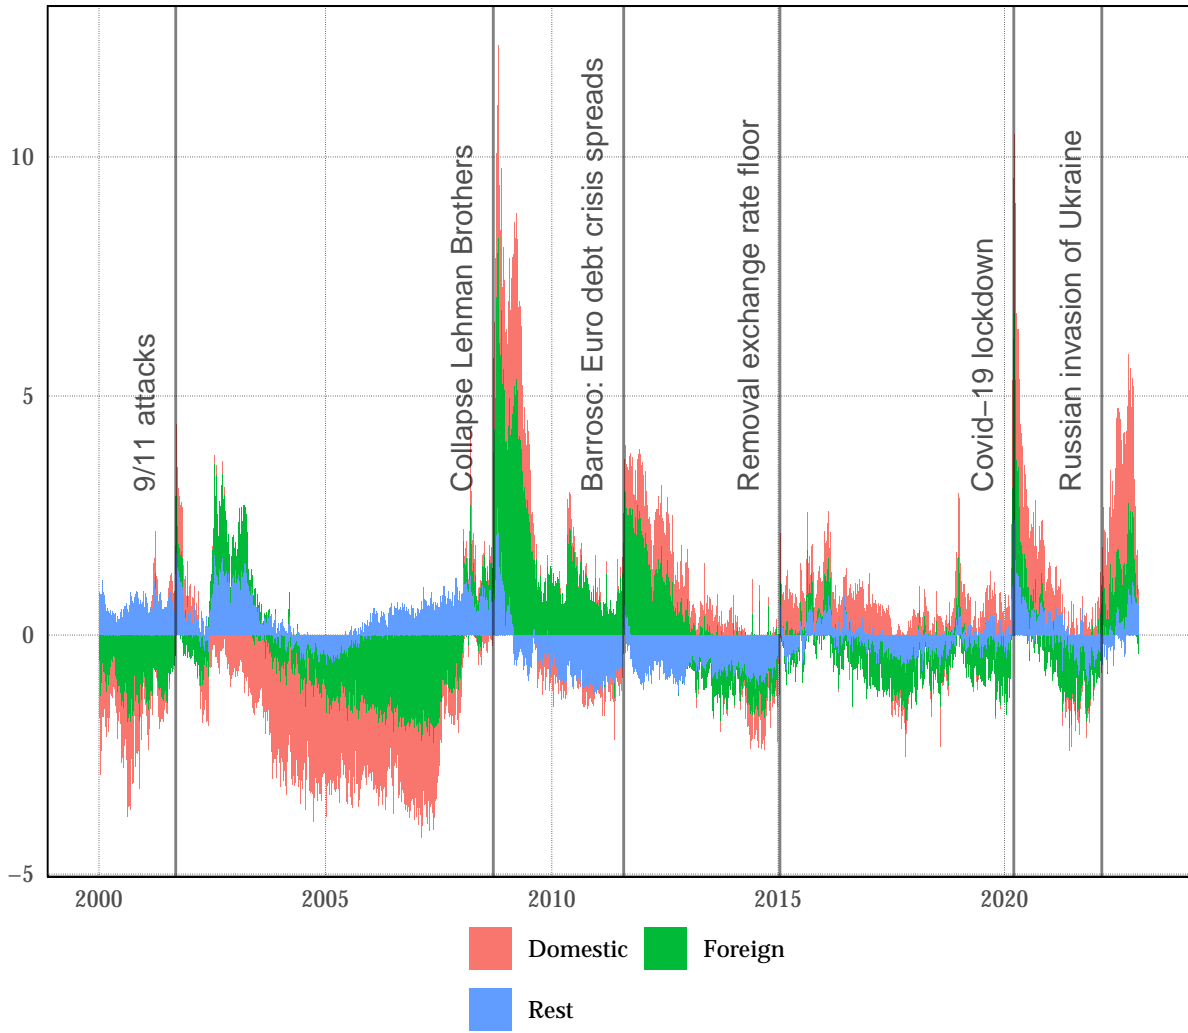 10
5
0
−5
9/11 attacks
Collapse Lehman Brothers
Barroso: Euro debt crisis spreads
Removal exchange rate floor
Covid−19 lockdown
Russian invasion of Ukraine
2000
2005
2010
2015
2020
Domestic
Foreign
Rest